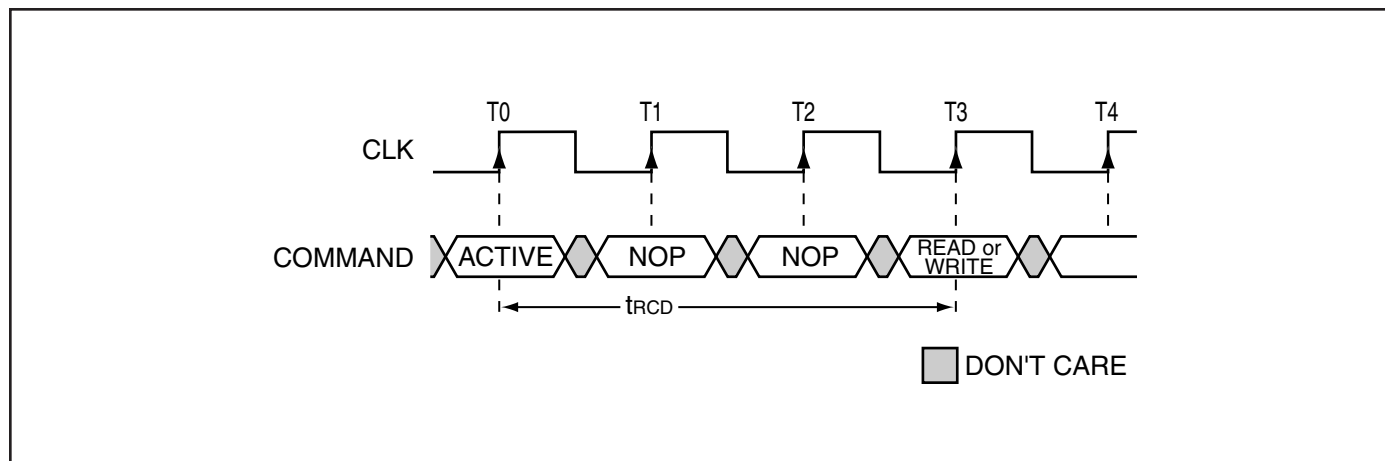 T0 T1 T2 T3 T4
CLK
COMMAND ACTIVE NOP NOP READ or
WRITE
tRCD
DON'T CARE